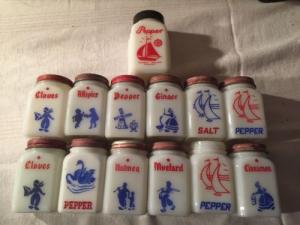 Pepper
Cloves
Allspice
Pepper
Ginger
SALT
PEPPER
Cloves
PEPPER
Nutmeg
Mustard
PEPPER
Cinnamon